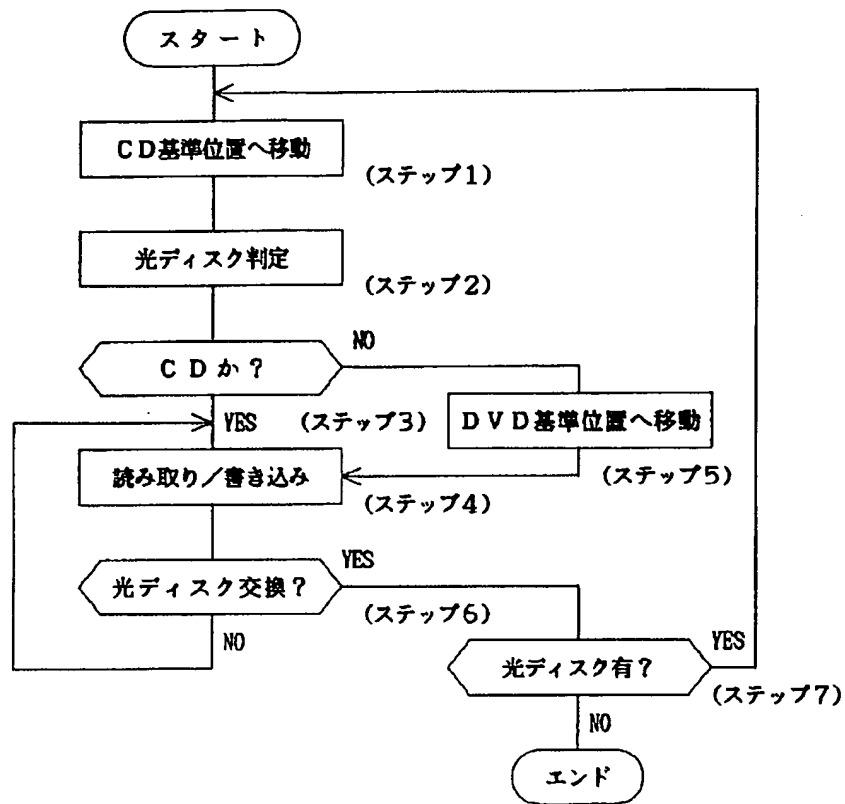 スタート
CD基準位置へ移動
(ステップ1)
光ディスク判定
(ステップ2)
CDか?
NO
YES
(ステップ3)
DVD基準位置へ移動
(ステップ5)
読み取り/書き込み
(ステップ4)
光ディスク交換?
YES
(ステップ6)
NO
光ディスク有?
YES
(ステップ7)
NO
エンド